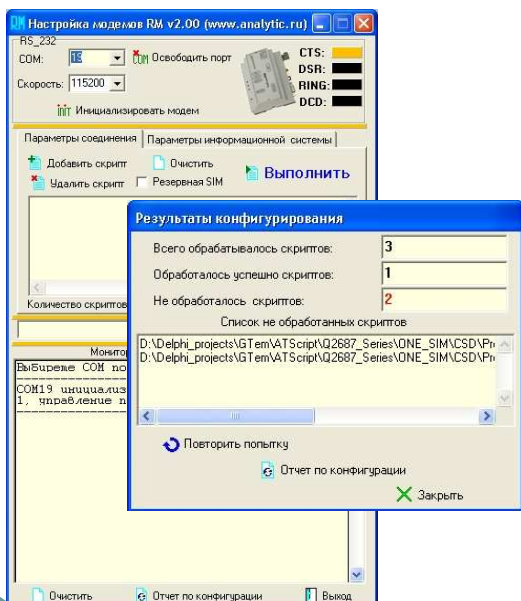 Настройка модемов RM v2.00 (www.analytic.ru)
RS_232
COM: 19 Освободить порт
CTS:
DSR:
RING:
DCD:
Скорость: 115200
Инициализировать модем
Параметры соединения Параметры информационной системы
Добавить скрипт Очистить
Удалить скрипт Резервная SIM
Выполнить
Количество скриптов
Результаты конфигурирования
Всего обрабатывалось скриптов: 3
Обработалось успешно скриптов: 1
Не обработалось скриптов: 2
Список не обработанных скриптов
D:\Delphi_projects\GTem\ATScript\Q2687_Series\ONE_SIM\CSD\Pr
D:\Delphi_projects\GTem\ATScript\Q2687_Series\ONE_SIM\CSD\Pr
Повторить попытку
Отчет по конфигурации
Закрыть
Монитор
Выбирете COM по
COM19 инициализ
1, управление п
Очистить Отчет по конфигурации Выход